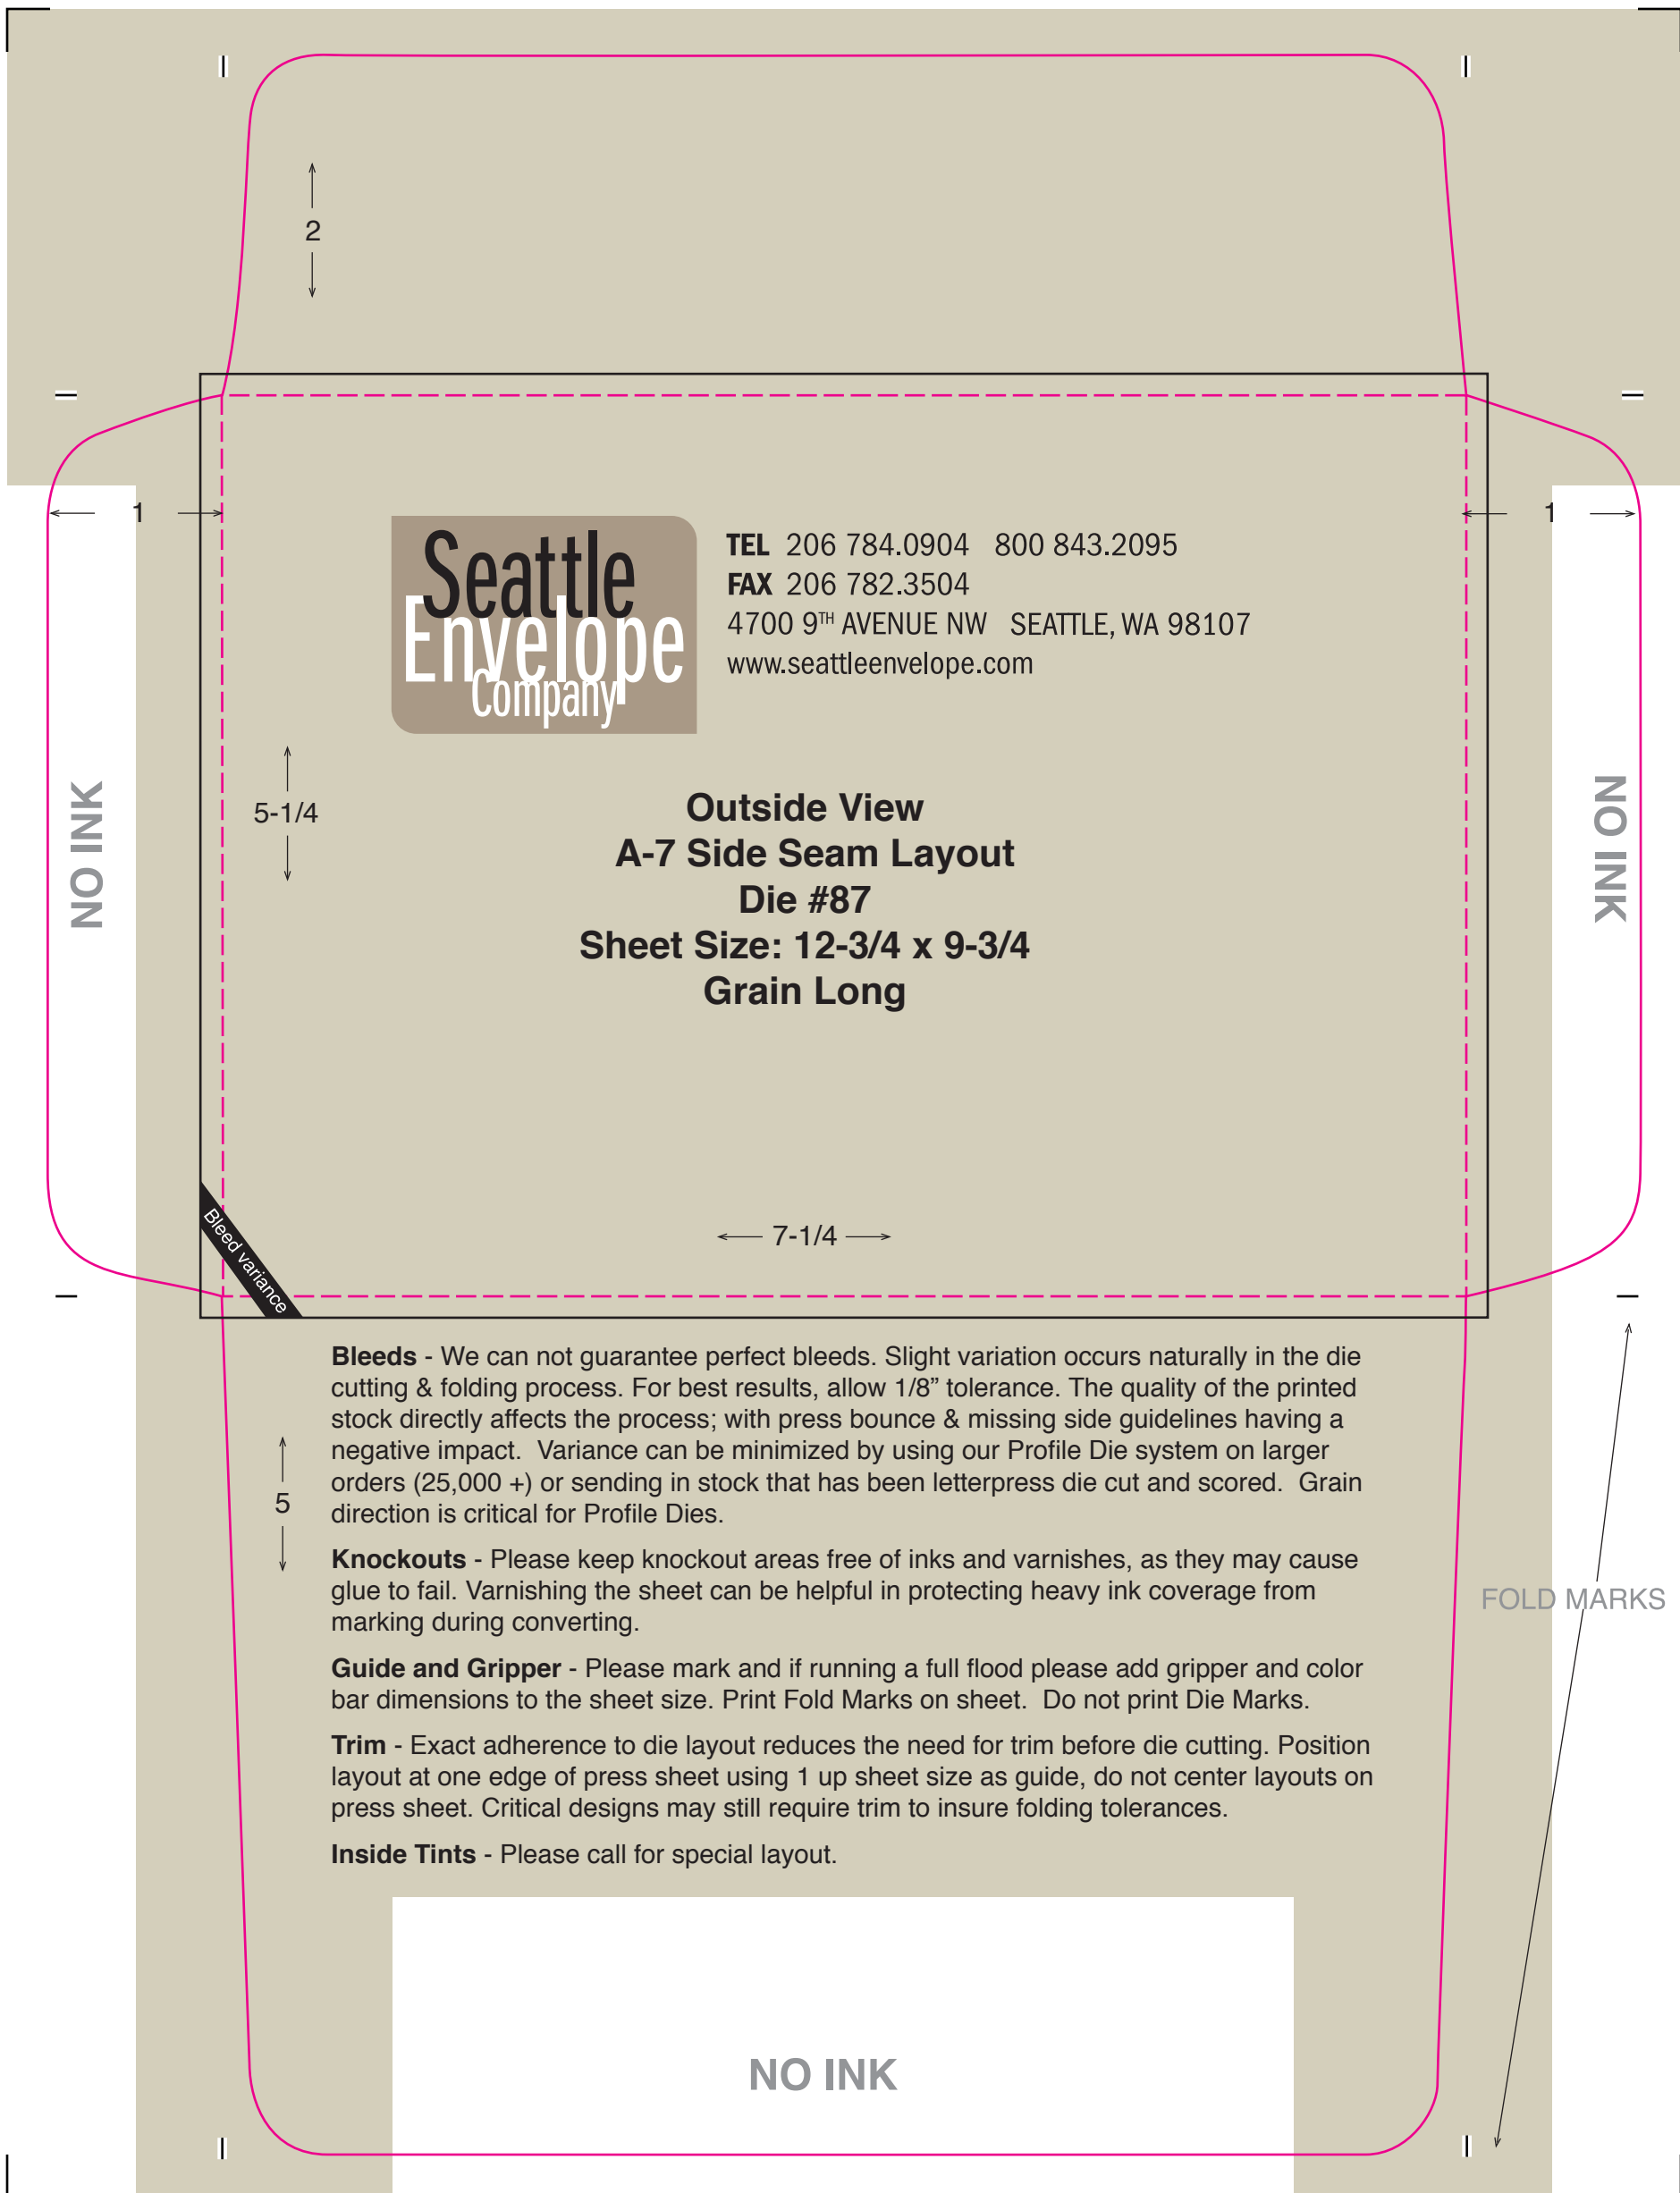 2
1
1
Seattle
Envelope
Company
TEL 206 784.0904 800 843.2095
FAX 206 782.3504
4700 9TH AVENUE NW SEATTLE, WA 98107
www.seattleenvelope.com
NO INK
5-1/4
Outside View
A-7 Side Seam Layout
Die #87
Sheet Size: 12-3/4 x 9-3/4
Grain Long
NO INK
Bleed variance
7-1/4
Bleeds - We can not guarantee perfect bleeds. Slight variation occurs naturally in the die
cutting & folding process. For best results, allow 1/8” tolerance. The quality of the printed
stock directly affects the process; with press bounce & missing side guidelines having a
negative impact. Variance can be minimized by using our Profile Die system on larger
orders (25,000 +) or sending in stock that has been letterpress die cut and scored. Grain
direction is critical for Profile Dies.
5
Knockouts - Please keep knockout areas free of inks and varnishes, as they may cause
glue to fail. Varnishing the sheet can be helpful in protecting heavy ink coverage from
marking during converting.
FOLD MARKS
Guide and Gripper - Please mark and if running a full flood please add gripper and color
bar dimensions to the sheet size. Print Fold Marks on sheet. Do not print Die Marks.
Trim - Exact adherence to die layout reduces the need for trim before die cutting. Position
layout at one edge of press sheet using 1 up sheet size as guide, do not center layouts on
press sheet. Critical designs may still require trim to insure folding tolerances.
Inside Tints - Please call for special layout.
NO INK